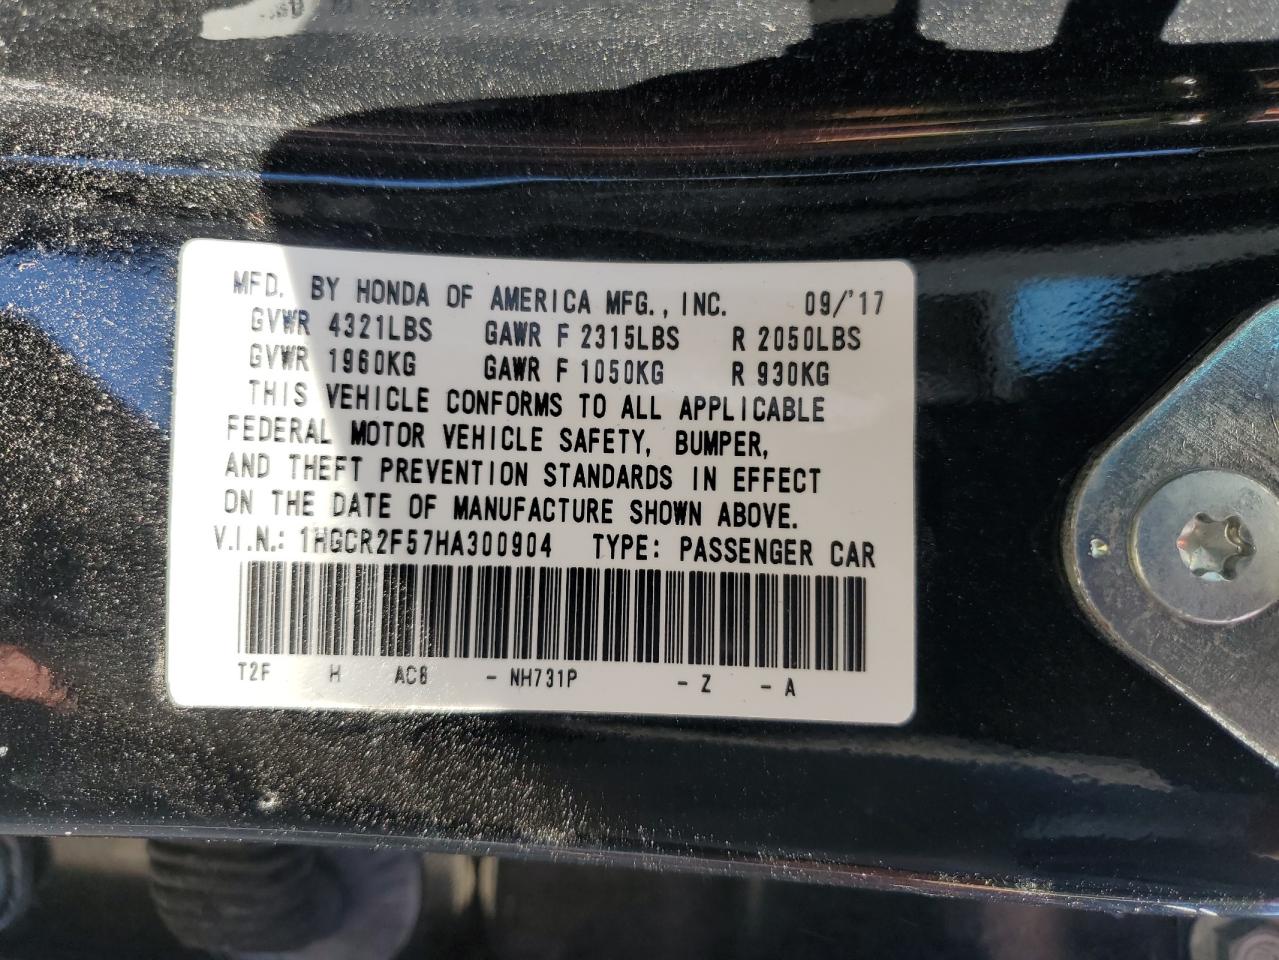 MFD. BY HONDA OF AMERICA MFG., INC. 09/'17
GVWR 4321LBS GAWR F 2315LBS R 2050LBS
GVWR 1960KG GAWR F 1050KG R 930KG
THIS VEHICLE CONFORMS TO ALL APPLICABLE
FEDERAL MOTOR VEHICLE SAFETY, BUMPER,
AND THEFT PREVENTION STANDARDS IN EFFECT
ON THE DATE OF MANUFACTURE SHOWN ABOVE.
V.I.N.: 1HGCR2F57HA300904 TYPE: PASSENGER CAR
T2F H AC6 - NH731P - Z - A